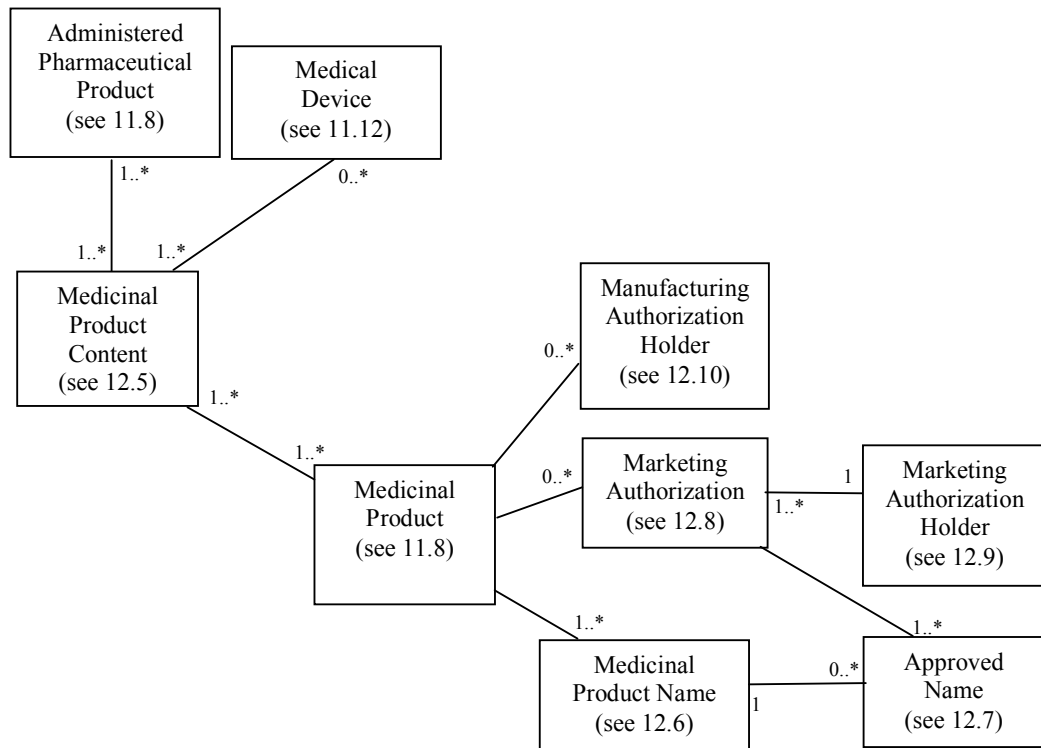 Administered
Pharmaceutical
Product
(see 11.8)
Medical
Device
(see 11.12)
1..*
0..*
1..*
1..*
Medicinal
Product
Content
(see 12.5)
Manufacturing
Authorization
Holder
(see 12.10)
0..*
1..*
1..*
Medicinal
Product
(see 11.8)
0..*
Marketing
Authorization
(see 12.8)
1
1..*
Marketing
Authorization
Holder
(see 12.9)
1..*
1..*
Medicinal
Product Name
(see 12.6)
0..*
1
Approved
Name
(see 12.7)